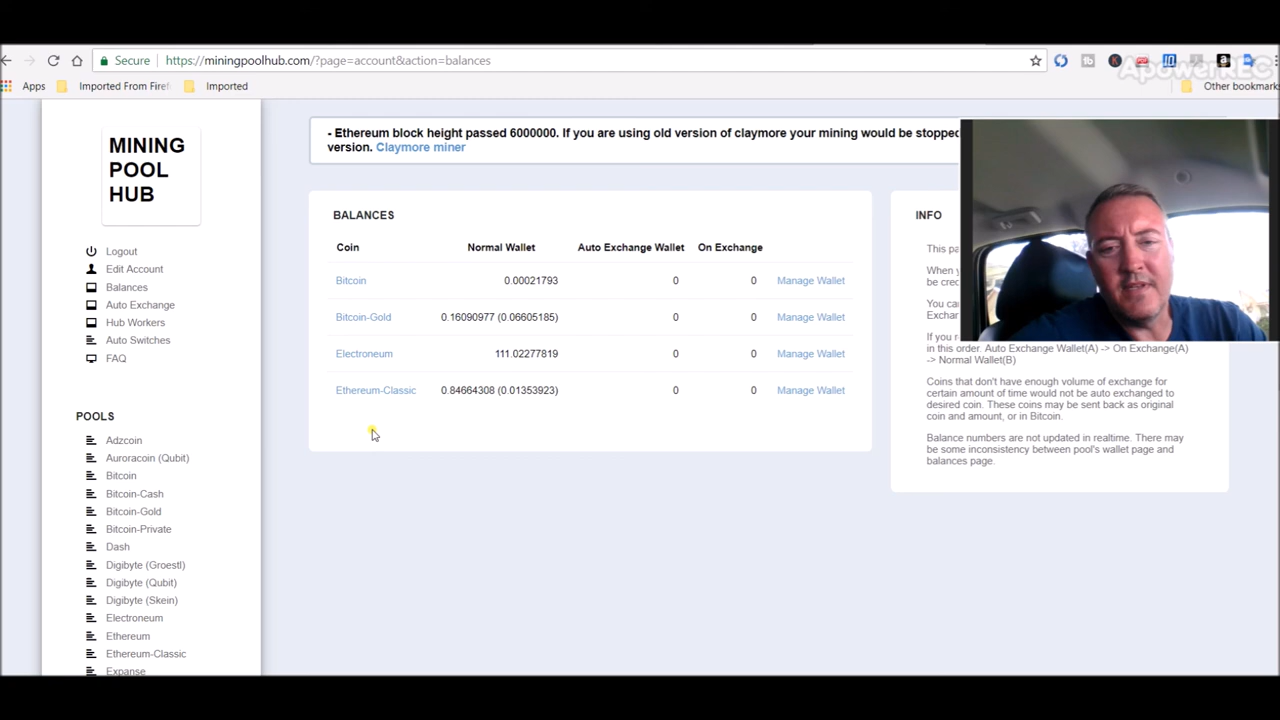 Secure
https://miningpoolhub.com/?page=account&action=balances
ApowerREC
Apps
Imported From Firef
Imported
Other bookmark
MINING
POOL
HUB
Logout
Edit Account
Balances
Auto Exchange
Hub Workers
Auto Switches
FAQ
POOLS
Adzcoin
Auroracoin (Qubit)
Bitcoin
Bitcoin-Cash
Bitcoin-Gold
Bitcoin-Private
Dash
Digibyte (Groestl)
Digibyte (Qubit)
Digibyte (Skein)
Electroneum
Ethereum
Ethereum-Classic
Expanse
- Ethereum block height passed 6000000. If you are using old version of claymore your mining would be stopped
version. Claymore miner
BALANCES
Coin Normal Wallet Auto Exchange Wallet On Exchange
Bitcoin 0.00021793 0 0 Manage Wallet
Bitcoin-Gold 0.16090977 (0.06605185) 0 0 Manage Wallet
Electroneum 111.02277819 0 0 Manage Wallet
Ethereum-Classic 0.84664308 (0.01353923) 0 0 Manage Wallet
INFO
This pa
When y
be cre
You can
Exchar
If you r
in this order. Auto Exchange Wallet(A) -> On Exchange(A)
-> Normal Wallet(B)
Coins that don't have enough volume of exchange for
certain amount of time would not be auto exchanged to
desired coin. These coins may be sent back as original
coin and amount, or in Bitcoin.
Balance numbers are not updated in realtime. There may
be some inconsistency between pool's wallet page and
balances page.